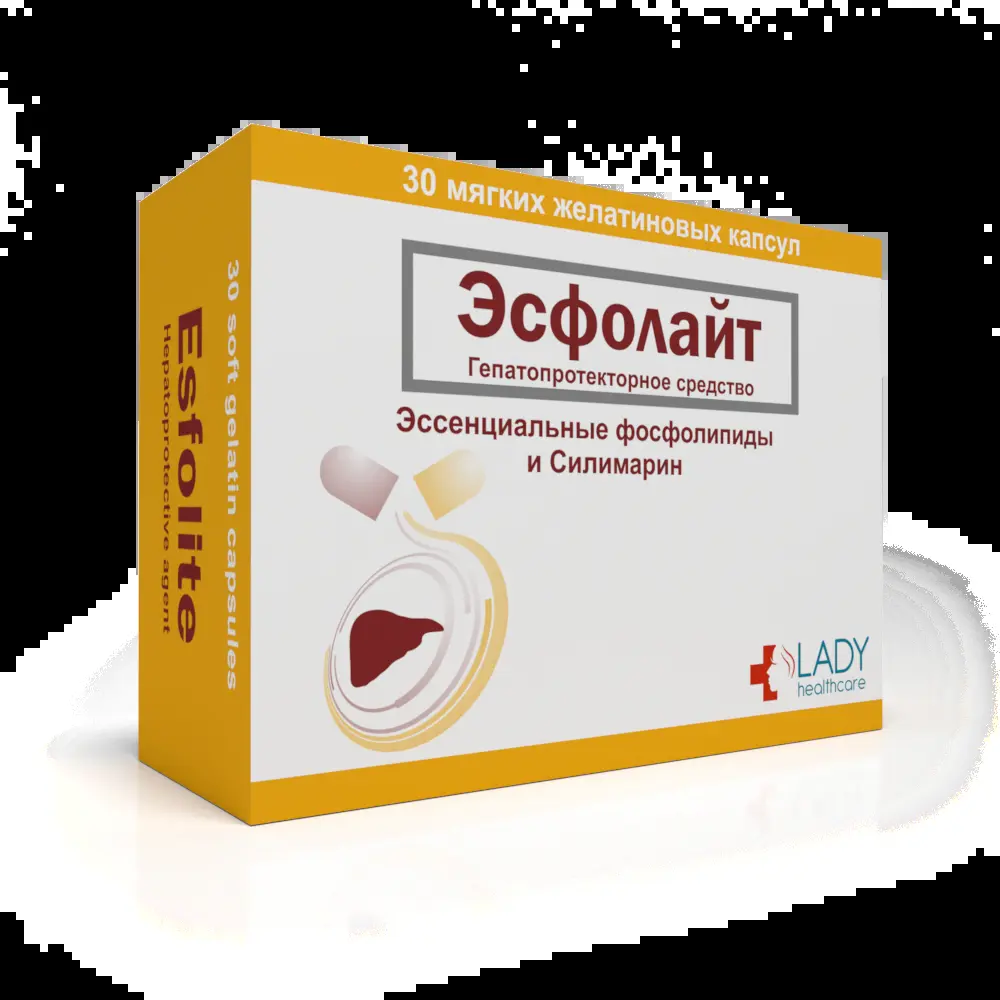 30 мягких желатиновых капсул
Эсфолайт
Гепатопротекторное средство
Эссенциальные фосфолипиды
и Силимарин
LADY
healthcare
30 soft gelatin capsules
Esfolite
Hepatoprotective agent